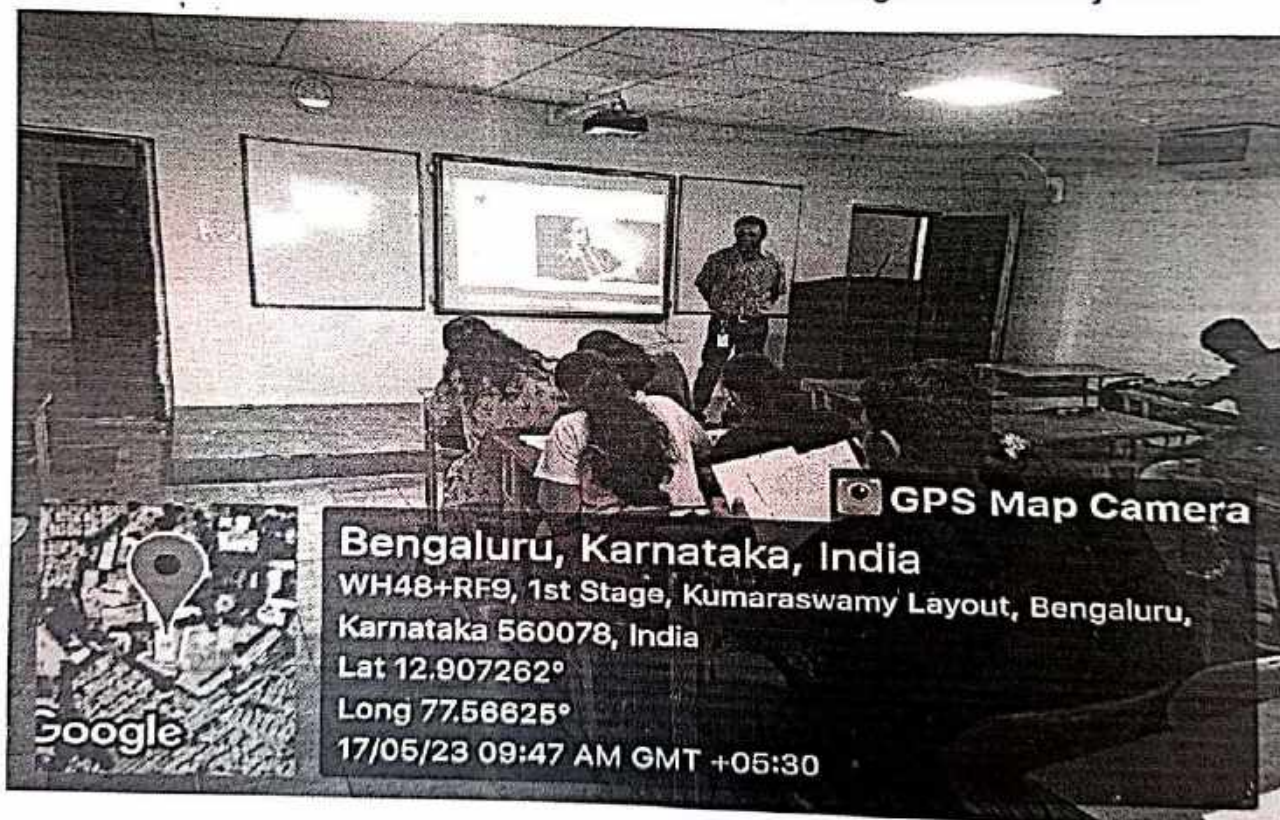 GPS Map Camera
Bengaluru, Karnataka, India
WH48+RF9, 1st Stage, Kumaraswamy Layout, Bengaluru,
Karnataka 560078, India
Lat 12.907262°
Long 77.56625°
17/05/23 09:47 AM GMT +05:30
Google